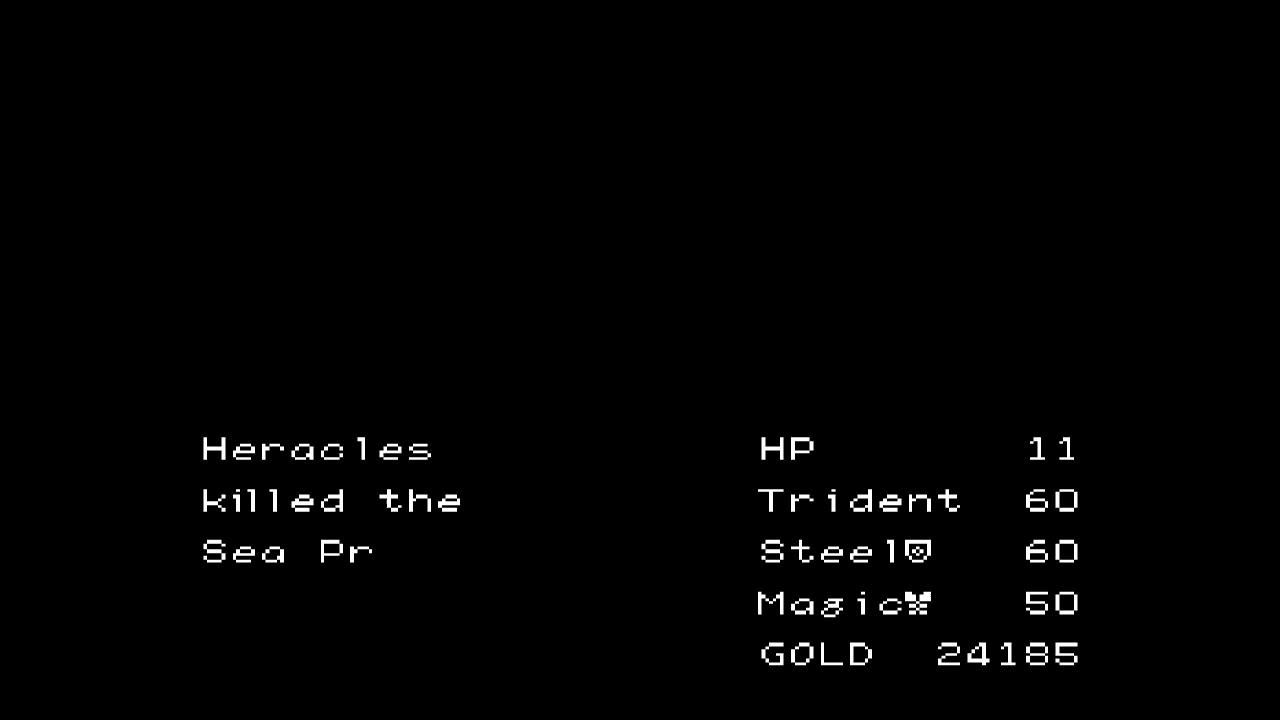 Heracles
killed the
Sea Pr
HP 11
Trident 60
Steel 60
Magic 50
GOLD 24185